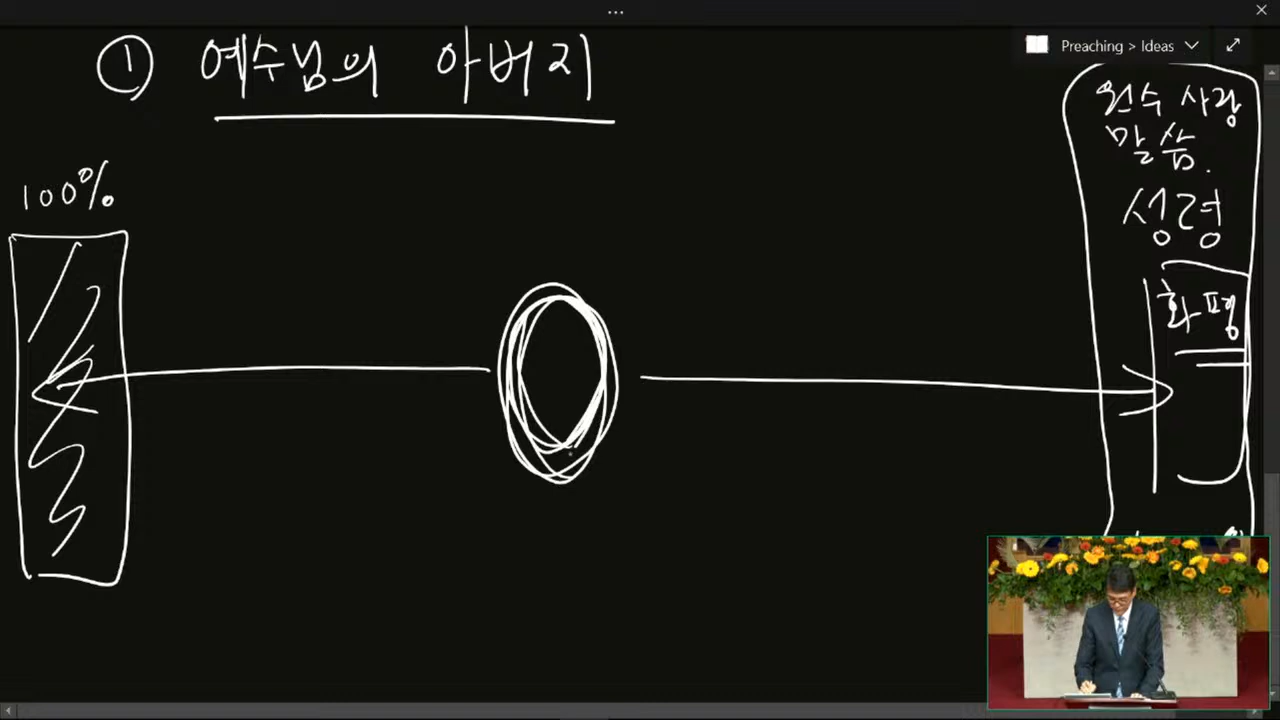 ① 예수님의 아버지
Preaching > Ideas
100%
원수 사랑
말씀.
성령
화평